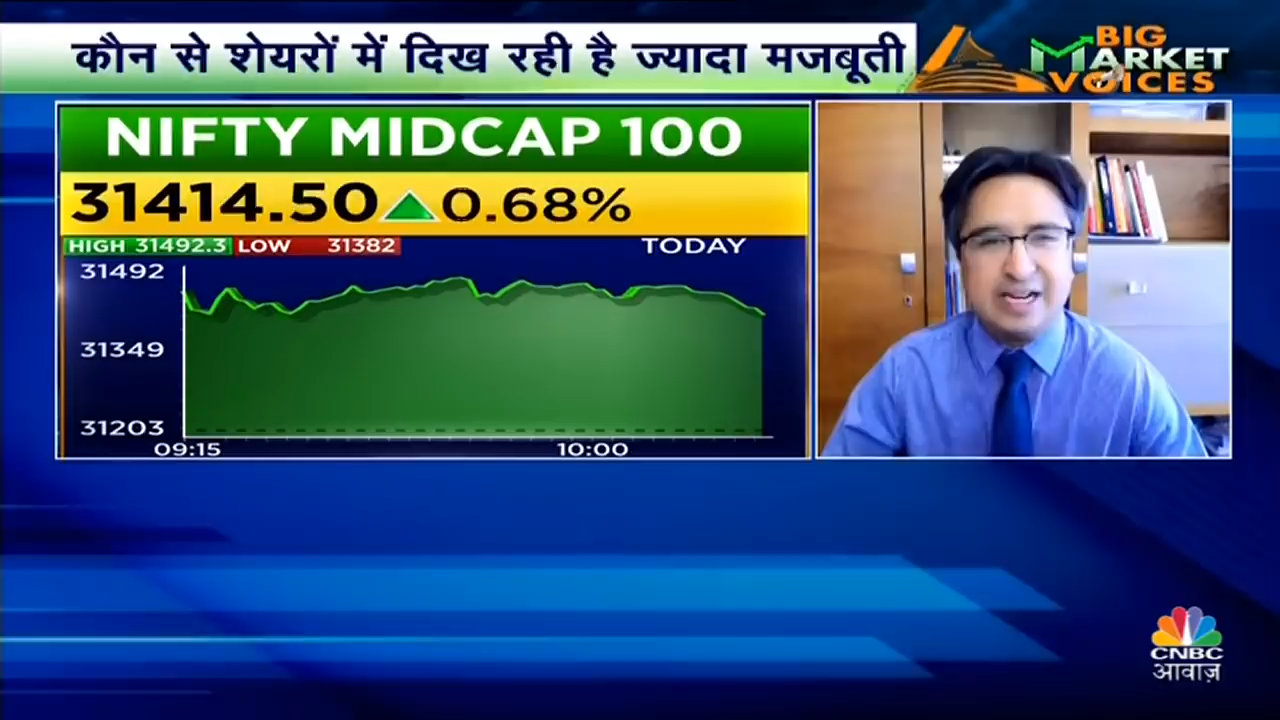 कौन से शेयरों में दिख रही है ज्यादा मजबूती
BIG
MARKET
VOICES
NIFTY MIDCAP 100
31414.50 0.68%
HIGH 31492.3 LOW 31382 TODAY
31492
31349
31203
09:15 10:00
CNBC
आवाज़